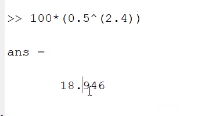 >> 100*(0.5^(2.4))
ans =
18.946